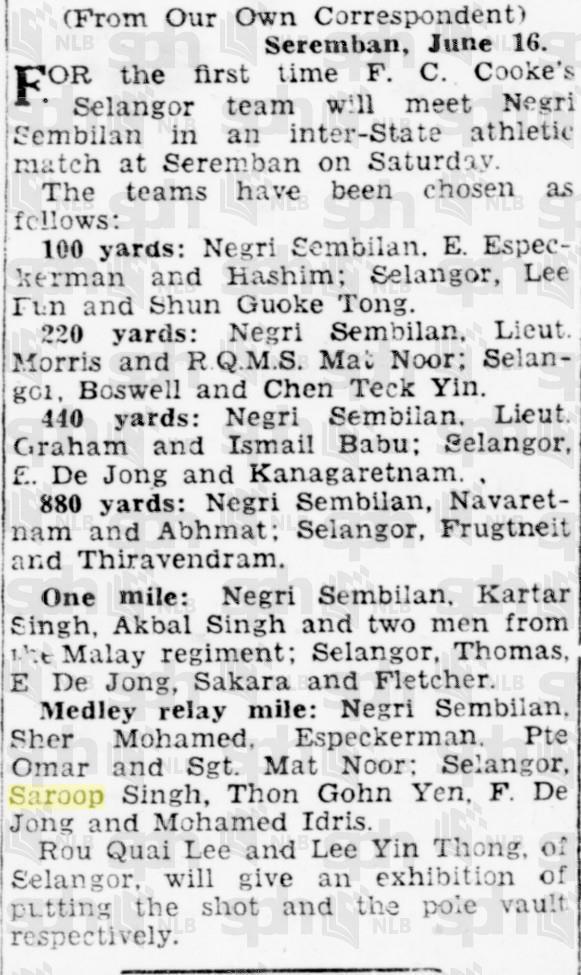 (From Our Own Correspondent)
Seremban, June 16.
FOR the first time F. C. Cooke's
Selangor team will meet Negri
Sembilan in an inter-State athletic
match at Seremban on Saturday.
The teams have been chosen as
follows:
100 yards: Negri Sembilan, E. Espec-
kerman and Hashim; Selangor, Lee
Fun and Shun Guoke Tong.
220 yards: Negri Sembilan, Lieut.
Morris and R.Q.M.S. Mat Noor; Selan-
gor, Boswell and Chen Teck Yin.
440 yards: Negri Sembilan, Lieut.
Graham and Ismail Babu; Selangor,
E. De Jong and Kanagaretnam.
880 yards: Negri Sembilan, Navaret-
nam and Abhmat; Selangor, Frugtneit
and Thiravendram.
One mile: Negri Sembilan, Kartar
Singh, Akbal Singh and two men from
the Malay regiment; Selangor, Thomas,
E De Jong, Sakara and Fletcher.
Medley relay mile: Negri Sembilan,
Sher Mohamed, Especkerman, Pte
Omar and Sgt. Mat Noor; Selangor,
Saroop Singh, Thon Gohn Yen, F. De
Jong and Mohamed Idris.
Rou Quai Lee and Lee Yin Thong, of
Selangor, will give an exhibition of
putting the shot and the pole vault
respectively.